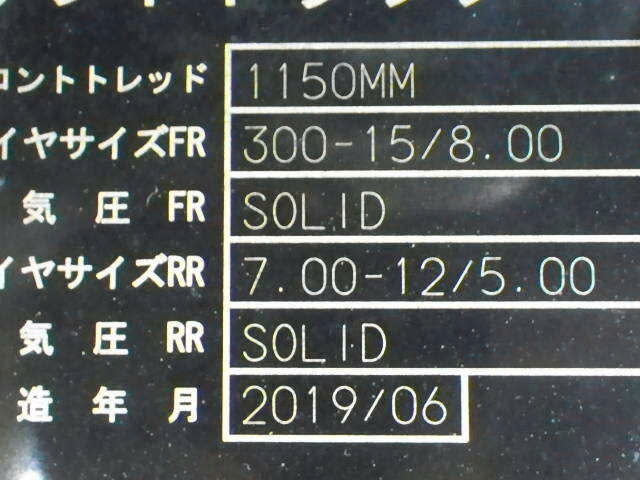 ロントトレッド 1150MM
イヤサイズFR 300-15/8.00
気 圧 FR SOLID
イヤサイズRR 7.00-12/5.00
気 圧 RR SOLID
造 年 月 2019/06